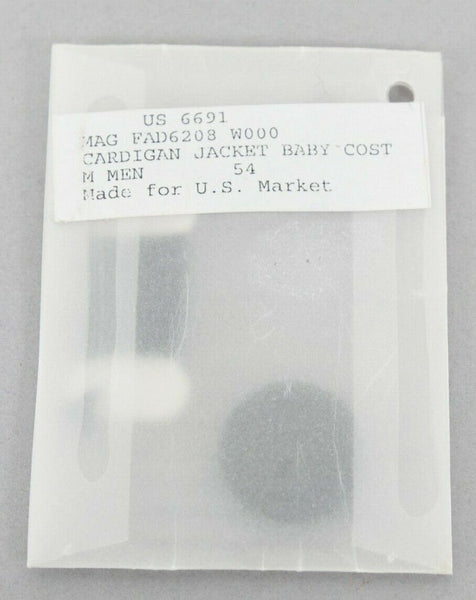 US 6691
MAG FAD6208 W000
CARDIGAN JACKET BABY COST
M MEN 54
Made for U.S. Market